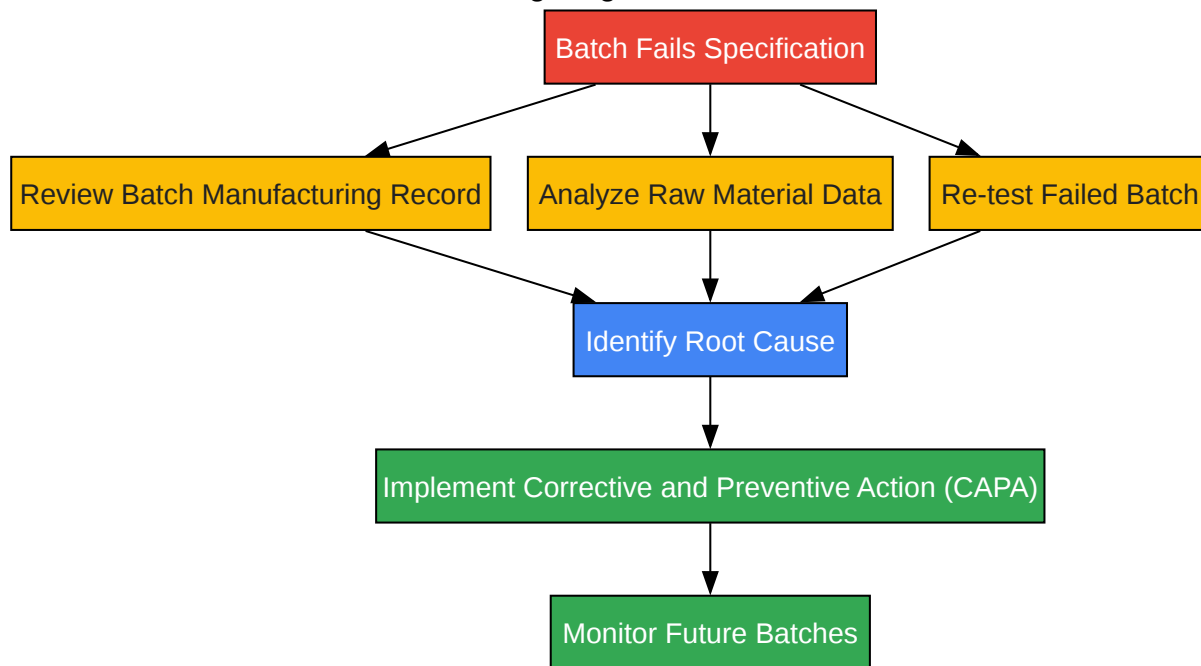 Batch Fails Specification
Review Batch Manufacturing Record
Analyze Raw Material Data
Re-test Failed Batch
Identify Root Cause
Implement Corrective and Preventive Action (CAPA)
Monitor Future Batches